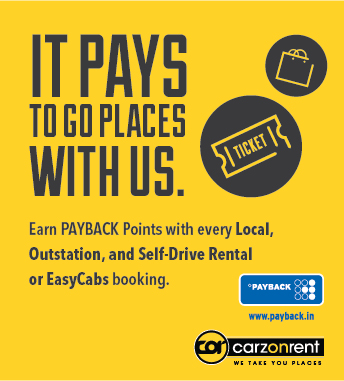 IT PAYS
TO GO PLACES
WITH US.
TICKET
Earn PAYBACK Points with every Local,
Outstation, and Self-Drive Rental
or EasyCabs booking.
PAYBACK
www.payback.in
cor carzonrent
WE TAKE YOU PLACES